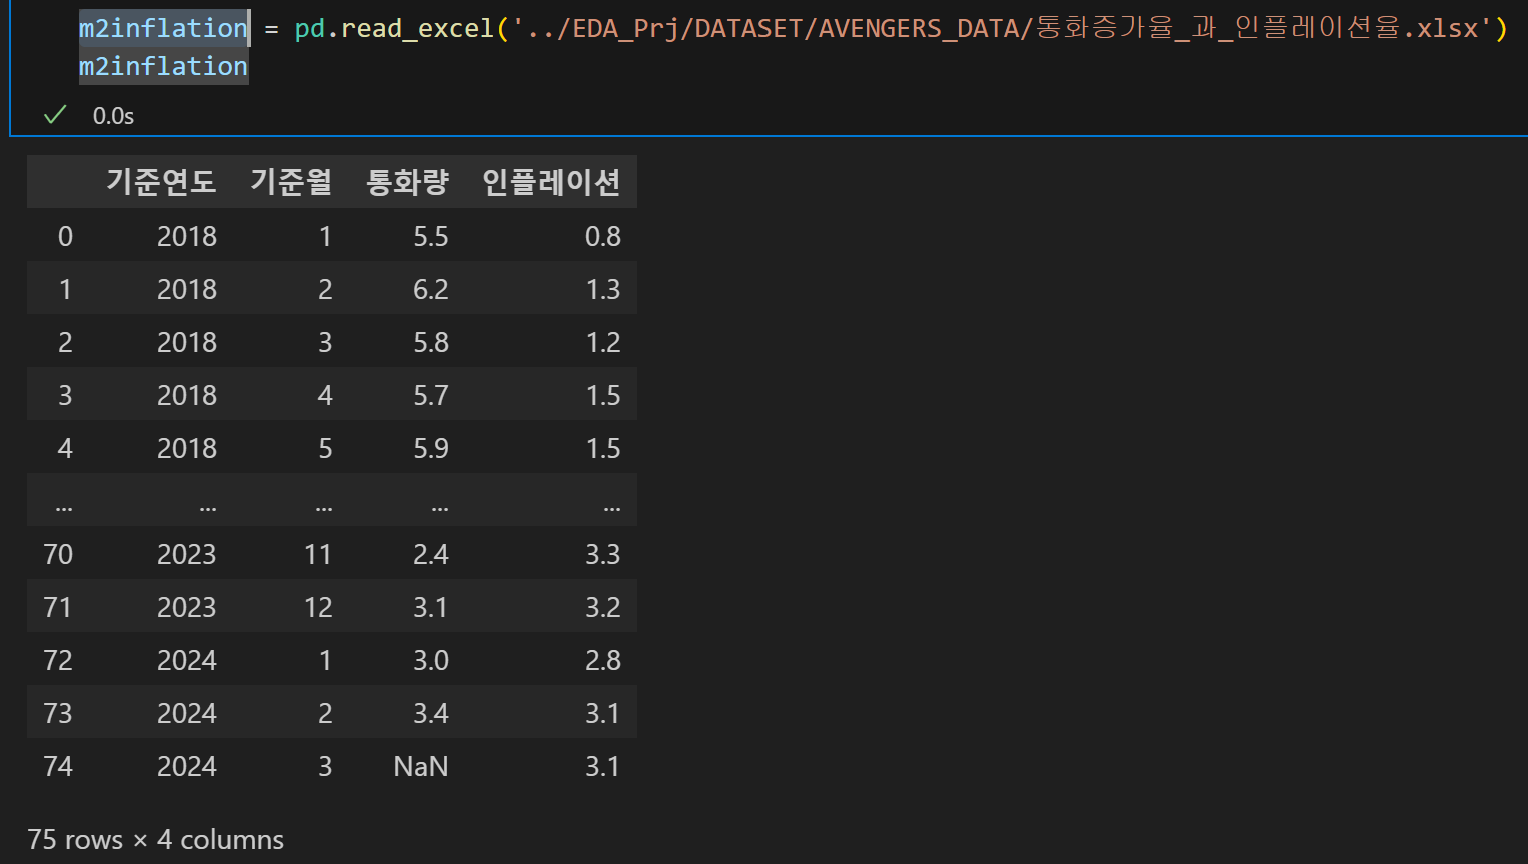 m2inflation = pd.read_excel('../EDA_Prj/DATASET/AVENGERS_DATA/통화증가율_과_인플레이션율.xlsx')
m2inflation
✓ 0.0s
기준연도 기준월 통화량 인플레이션
0 2018 1 5.5 0.8
1 2018 2 6.2 1.3
2 2018 3 5.8 1.2
3 2018 4 5.7 1.5
4 2018 5 5.9 1.5
... ... ... ... ...
70 2023 11 2.4 3.3
71 2023 12 3.1 3.2
72 2024 1 3.0 2.8
73 2024 2 3.4 3.1
74 2024 3 NaN 3.1
75 rows × 4 columns